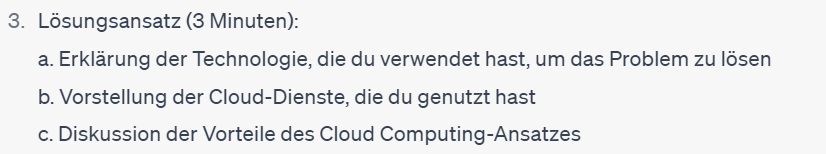 3. Lösungsansatz (3 Minuten):
a. Erklärung der Technologie, die du verwendet hast, um das Problem zu lösen
b. Vorstellung der Cloud-Dienste, die du genutzt hast
c. Diskussion der Vorteile des Cloud Computing-Ansatzes